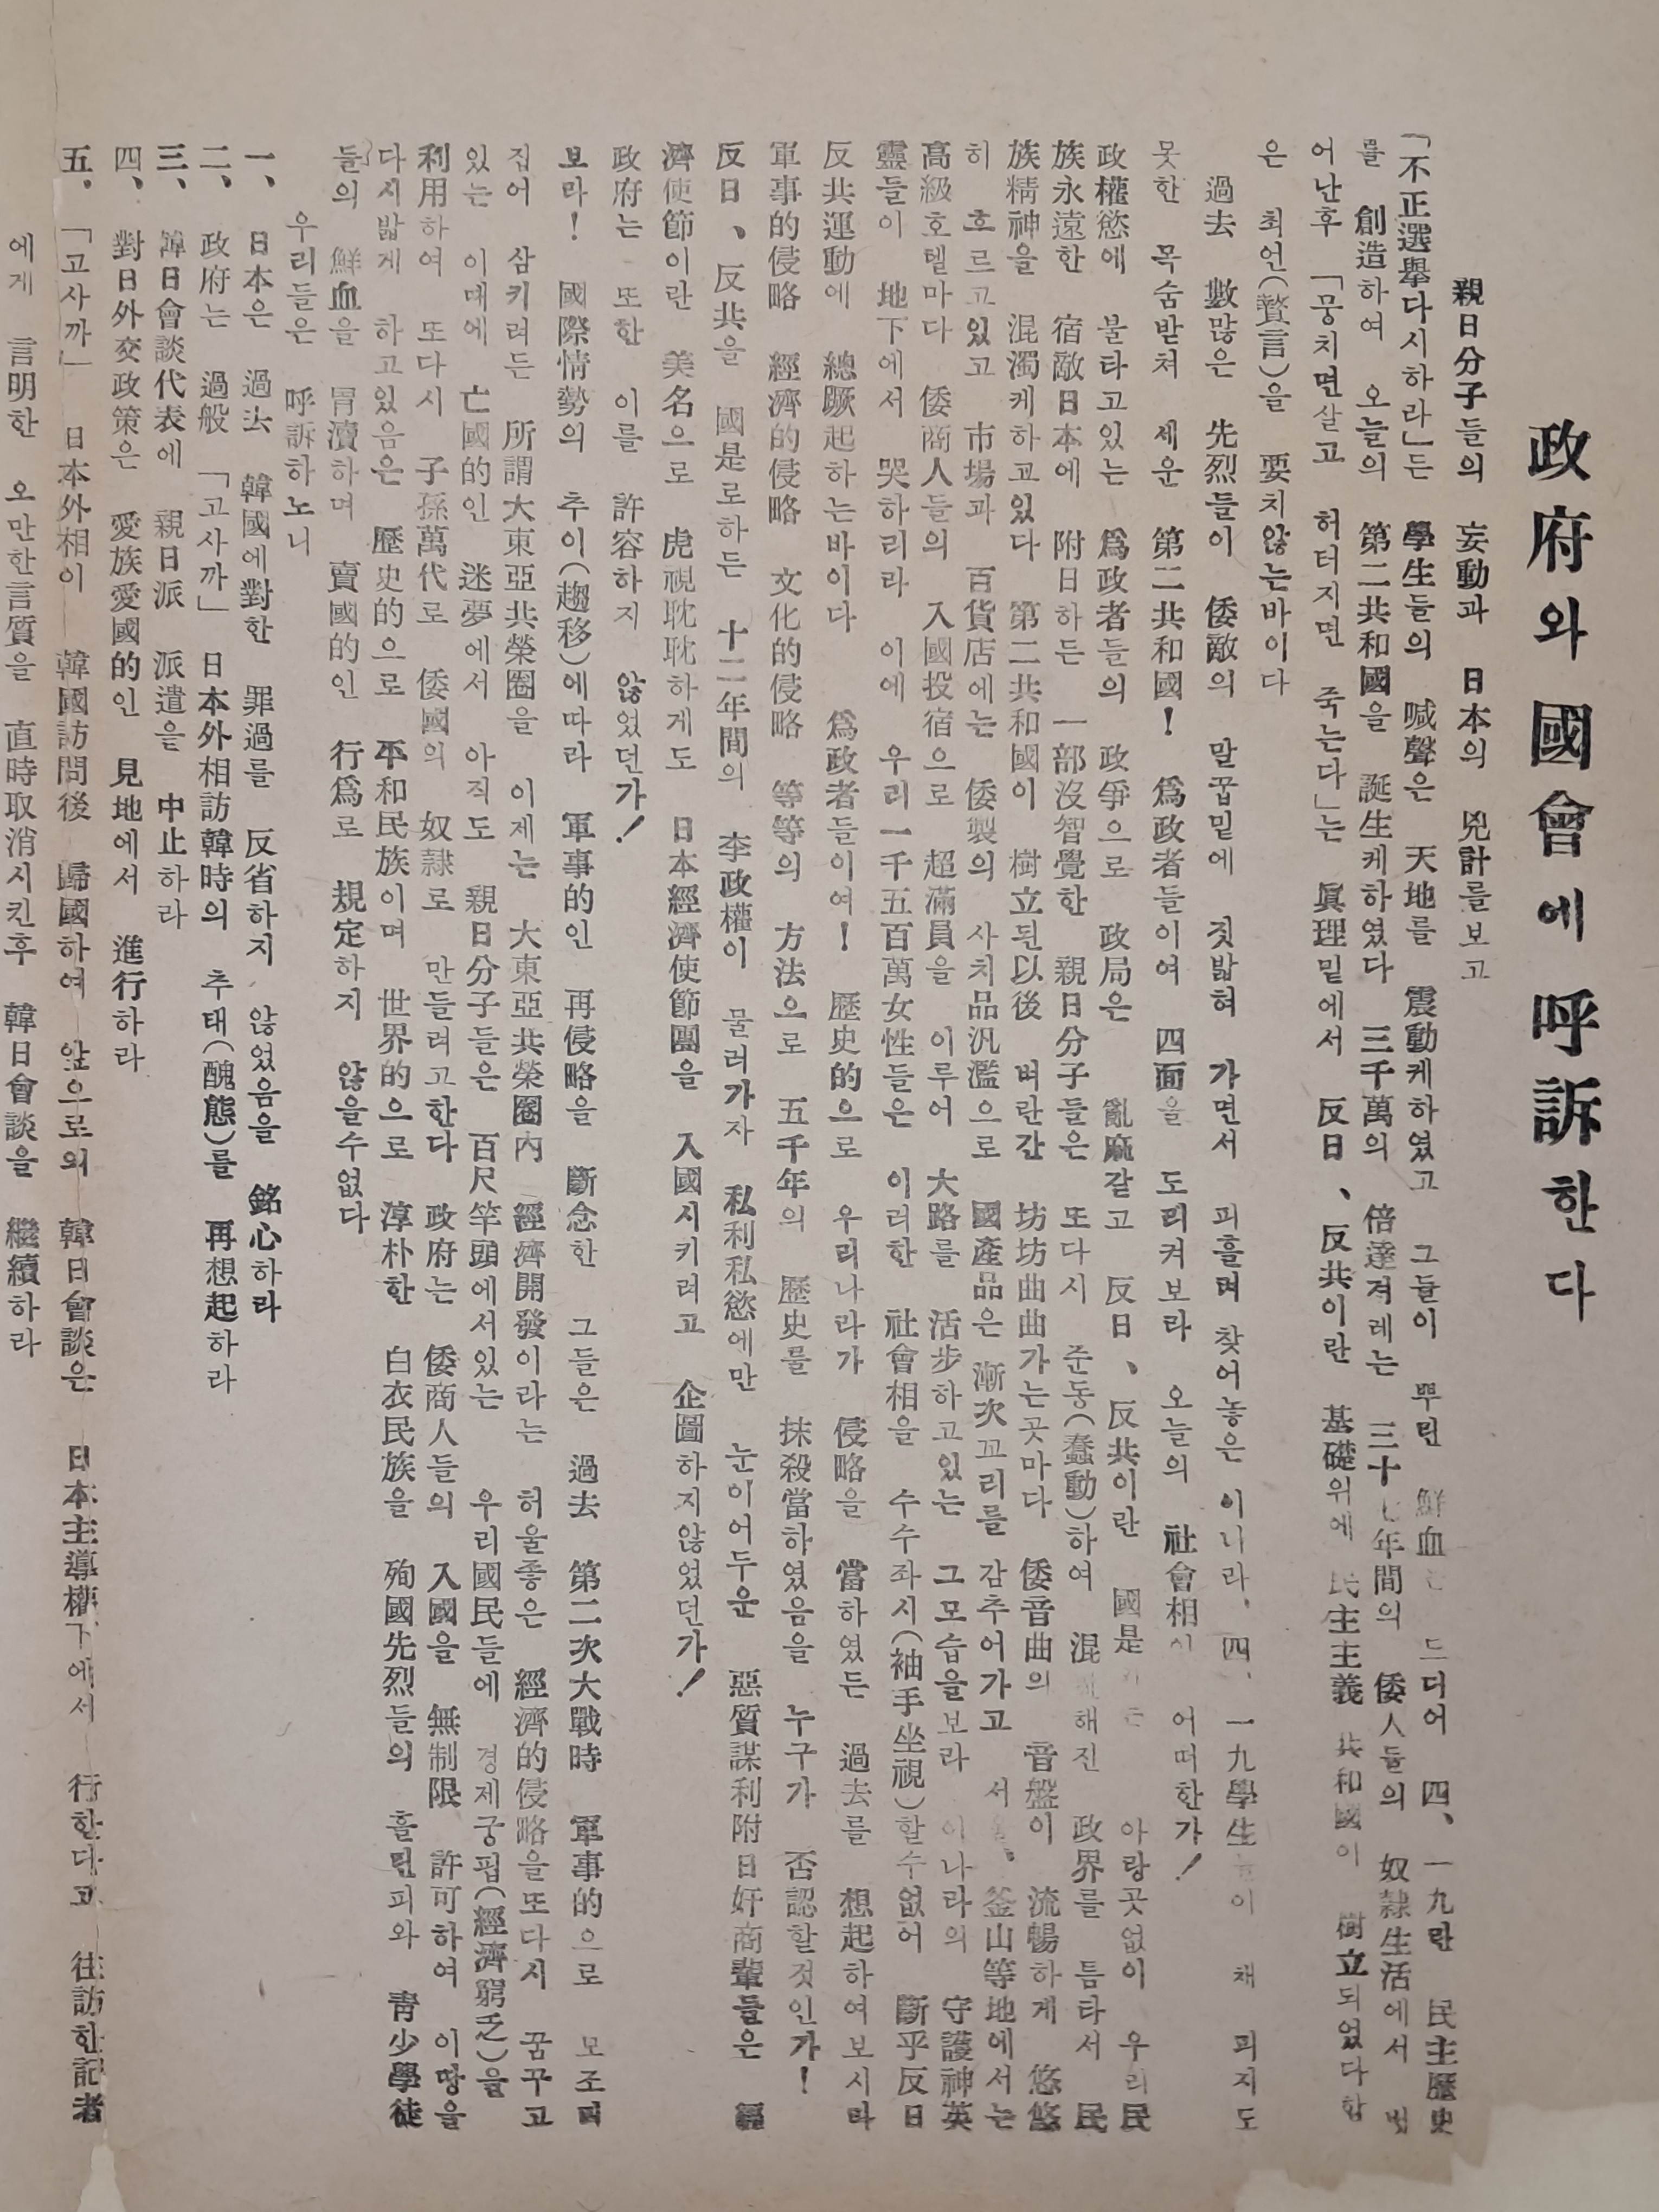 政府와 國會에 呼訴한다
親日分子들의 妄動과 日本의 兇計를보고
「不正選擧다시하라」든 學生들의 喊聲은 天地를 震動케하였고 그들이 뿌린 鮮血은 드디어 四、一九란 民主歷史
를 創造하여 오늘의 第二共和國을 誕生케하였다 三千萬의 倍達겨레는 三十七年間의 倭人들의 奴隸生活에서 벗
어난후 「뭉치면살고 허터지면 죽는다」는 眞理밑에서 反日、反共이란 基礎위에 民主主義 共和國이 樹立되었다함
은 최언(贅言)을 要치않는바이다
過去 數많은 先烈들이 倭敵의 말꿉밑에 짓밟혀 가면서 피흘며 찾어놓은 이니라、四、一九學生들이 채 피지도
못한 목숨받쳐 세운 第二共和國! 爲政者들이여 四面을 도리켜보라 오늘의 社會相이 어떠한가!
政權慾에 불타고있는 爲政者들의 政爭으로 政局은 亂麻갈고 反日、反共이란 國是 아랑곳없이 우리民
族永遠한 宿敵日本에 附日하든 一部沒智覺한 親日分子들은 또다시 준동(蠢動)하여 混 해진 政界를 틈타서 民
族精神을 混濁케하고있다 第二共和國이 樹立된以後 벼란간 坊坊曲曲가는곳마다 倭音曲의 音盤이 流暢하게 悠悠
히 흐르고있고 市場과 百貨店에는 倭製의 사치品汎濫으로 國產品은 漸次꼬리를 감추어가고 서울、釜山等地에서는
高級호텔마다 倭商人들의 入國投宿으로 超滿員을 이루어 大路를 活步하고있는 그모습을보라 이나라의 守護神英
靈들이 地下에서 哭하리라 이에 우리一千五百萬女性들은 이러한 社會相을 수수좌시(袖手坐視)할수없어 斷乎反日
反共運動에 總蹶起하는바이다 爲政者들이여! 歷史的으로 우리나라가 侵略을 當하였든 過去를 想起하여보시라
軍事的侵略 經濟的侵略 文化的侵略 等等의 方法으로 五千年의 歷史를 抹殺當하였음을 누구가 否認할것인가!
反日、反共을 國是로하든 十二年間의 李政權이 물러가자 私利私慾에만 눈이어두운 惡質謀利附日奸商輩들은 經
濟使節이란 美名으로 虎視耽耽하게도 日本經濟使節團을 入國시키려고 企圖하지않었던가!
政府는 또한 이를 許容하지 않었던가!
보라! 國際情勢의 추이(趨移)에따라 軍事的인 再侵略을 斷念한 그들은 過去 第二次大戰時 軍事的으로 모조리
집어 삼키려든 所謂大東亞共榮圈을 이제는 大東亞共榮圈內 經濟開發이라는 허울좋은 經濟的侵略을또다시 꿈꾸고
있는 이때에 亡國的인 迷夢에서 아직도 親日分子들은 百尺竿頭에서있는 우리國民들에 경제궁핍(經濟窮乏)을
利用하여 또다시 子孫萬代로 倭國의 奴隸로 만들려고한다 政府는 倭商人들의 入國을 無制限 許可하여 이땅을
다시밟게 하고있음은 歷史的으로 平和民族이며 世界的으로 淳朴한 白衣民族을 殉國先烈들의 흘린피와 靑少學徒
들의 鮮血을 冒瀆하며 賣國的인 行爲로 規定하지 않을수없다
우리들은 呼訴하노니
一、日本은 過去 韓國에對한 罪過를 反省하지 않었음을 銘心하라
二、政府는 過般 「고사까」日本外相訪韓時의 추태(醜態)를 再想起하라
三、韓日會談代表에 親日派 派遣을 中止하라
四、對日外交政策은 愛族愛國的인 見地에서 進行하라
五、「고사까」 日本外相이 韓國訪問後 歸國하여 앞으로의 韓日會談은 日本主導權下에서 行한다고 往訪한記者
에게 言明한 오만한言質을 直時取消시킨후 韓日會談을 繼續하라